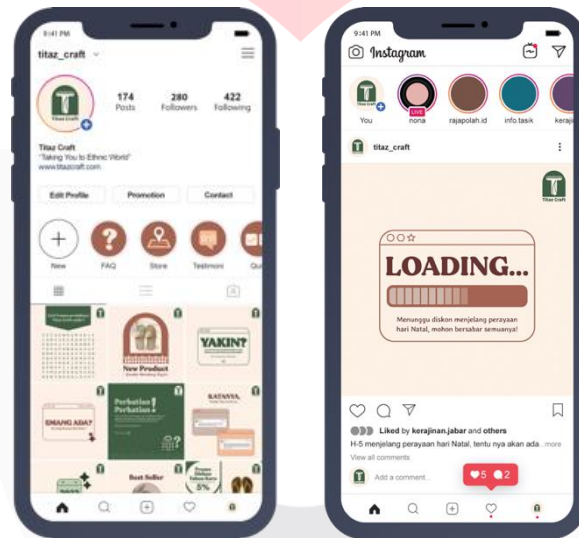 9:41 PM
titaz_craft
174
280
422
Posts
Followers
Following
Titaz Craft
Titaz Craft
"Taking You to Ethnic World"
www.titazcraft.com
Edit Profile
Promotion
Contact
New
FAQ
Store
Testimoni
New Product
YAKIN?
EMANG ADA?
Perhatian
Perhatian!
KATANYA,
Best Seller
5%
9:41 PM
Instagram
LIVE
You
nona
rajapolah.id
info.tasik
titaz_craft
Titaz Craft
LOADING...
Menunggu diskon menjelang perayaan
hari Natal, mohon bersabar semuanya!
Liked by kerajinan.jabar and others
H-5 menjelang perayaan hari Natal, tentu nya akan ada...more
View all comments
Add a comment...
5
2